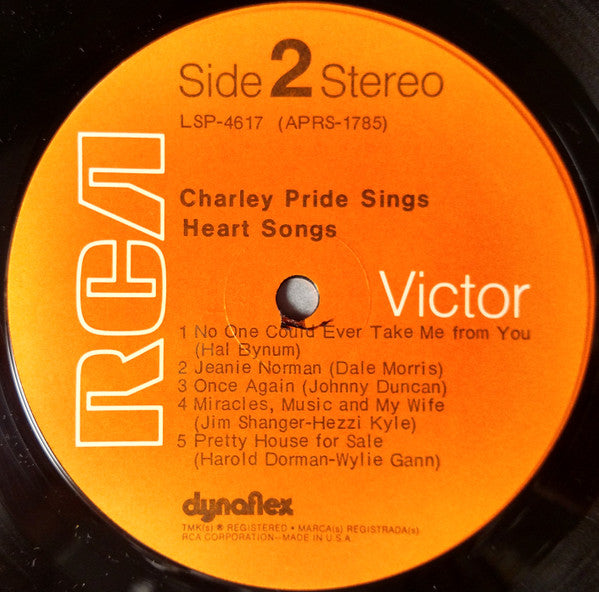 Side 2 Stereo
LSP-4617 (APRS-1785)
RCA
Charley Pride Sings
Heart Songs
Victor
1 No One Could Ever Take Me from You
(Hal Bynum)
2 Jeanie Norman (Dale Morris)
3 Once Again (Johnny Duncan)
4 Miracles, Music and My Wife
(Jim Shanger-Hezzi Kyle)
5 Pretty House for Sale
(Harold Dorman-Wylie Gann)
dynaflex
TMK(s) ® REGISTERED • MARCA(s) REGISTRADA(s)
RCA CORPORATION—MADE IN U.S.A.